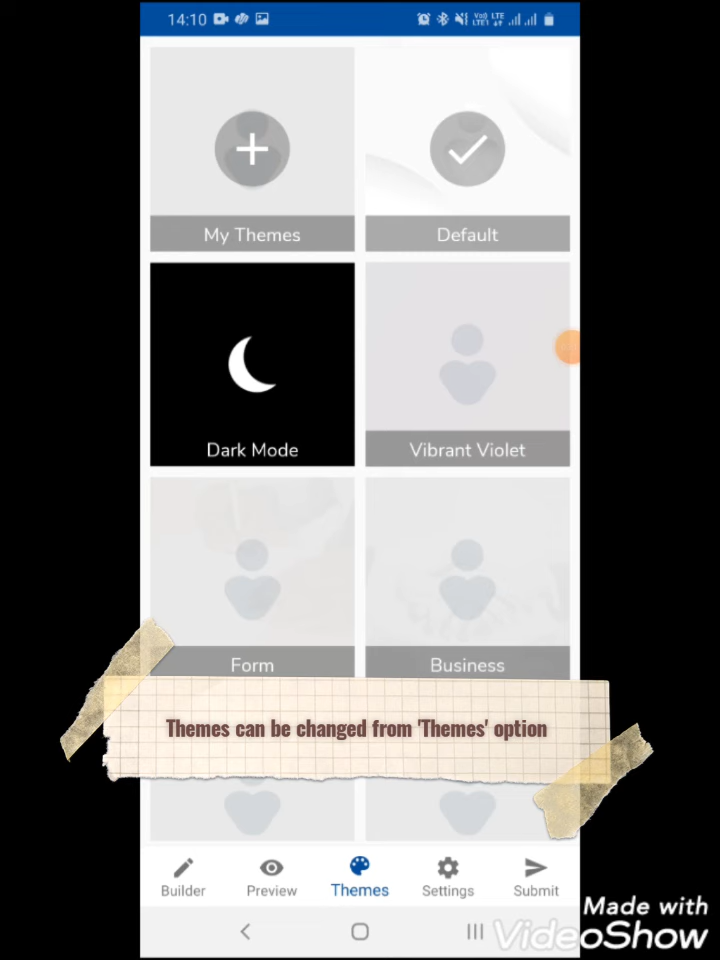 14:10
My Themes
Default
Dark Mode
Vibrant Violet
Form
Business
Themes can be changed from 'Themes' option
Builder
Preview
Themes
Settings
Submit
Made with
VideoShow